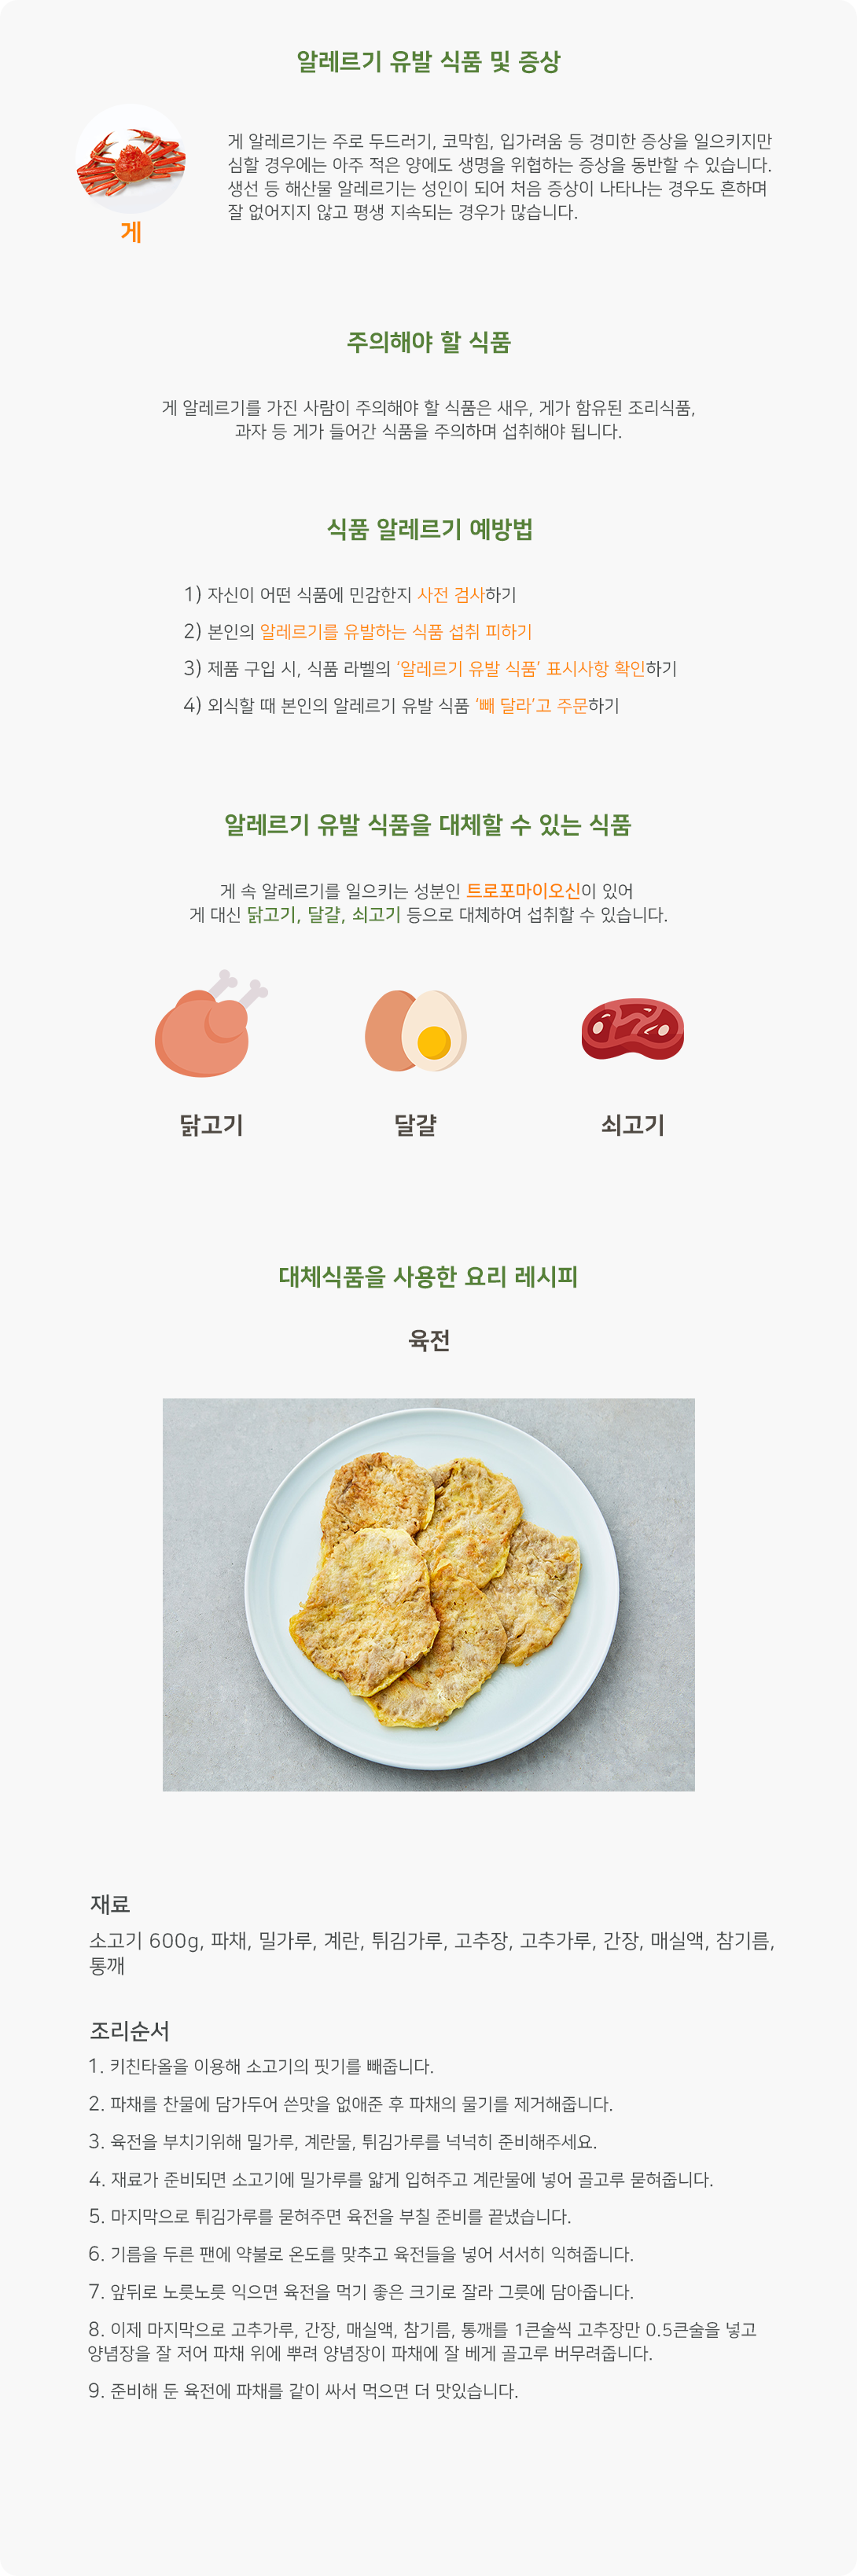 알레르기 유발 식품 및 증상
게 알레르기는 주로 두드러기, 코막힘, 입가려움 등 경미한 증상을 일으키지만
심할 경우에는 아주 적은 양에도 생명을 위협하는 증상을 동반할 수 있습니다.
생선 등 해산물 알레르기는 성인이 되어 처음 증상이 나타나는 경우도 흔하며
잘 없어지지 않고 평생 지속되는 경우가 많습니다.
게
주의해야 할 식품
게 알레르기를 가진 사람이 주의해야 할 식품은 새우, 게가 함유된 조리식품,
과자 등 게가 들어간 식품을 주의하며 섭취해야 됩니다.
식품 알레르기 예방법
1) 자신이 어떤 식품에 민감한지 사전 검사하기
2) 본인의 알레르기를 유발하는 식품 섭취 피하기
3) 제품 구입 시, 식품 라벨의 ‘알레르기 유발 식품’ 표시사항 확인하기
4) 외식할 때 본인의 알레르기 유발 식품 ‘빼 달라’고 주문하기
알레르기 유발 식품을 대체할 수 있는 식품
게 속 알레르기를 일으키는 성분인 트로포마이오신이 있어
게 대신 닭고기, 달걀, 쇠고기 등으로 대체하여 섭취할 수 있습니다.
닭고기 달걀 쇠고기
대체식품을 사용한 요리 레시피
육전
재료
소고기 600g, 파채, 밀가루, 계란, 튀김가루, 고추장, 고추가루, 간장, 매실액, 참기름,
통깨
조리순서
1. 키친타올을 이용해 소고기의 핏기를 빼줍니다.
2. 파채를 찬물에 담가두어 쓴맛을 없애준 후 파채의 물기를 제거해줍니다.
3. 육전을 부치기위해 밀가루, 계란물, 튀김가루를 넉넉히 준비해주세요.
4. 재료가 준비되면 소고기에 밀가루를 얇게 입혀주고 계란물에 넣어 골고루 묻혀줍니다.
5. 마지막으로 튀김가루를 묻혀주면 육전을 부칠 준비를 끝냈습니다.
6. 기름을 두른 팬에 약불로 온도를 맞추고 육전들을 넣어 서서히 익혀줍니다.
7. 앞뒤로 노릇노릇 익으면 육전을 먹기 좋은 크기로 잘라 그릇에 담아줍니다.
8. 이제 마지막으로 고추가루, 간장, 매실액, 참기름, 통깨를 1큰술씩 고추장만 0.5큰술을 넣고
양념장을 잘 저어 파채 위에 뿌려 양념장이 파채에 잘 베게 골고루 버무려줍니다.
9. 준비해 둔 육전에 파채를 같이 싸서 먹으면 더 맛있습니다.